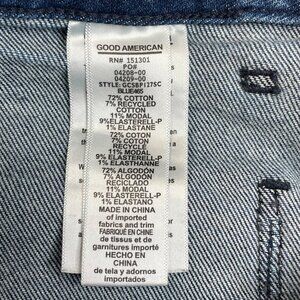 GOOD AMERICAN
RN# 151301
PO#
04208-00
04209-00
STYLE: GCSBP127SC
BLUE465
72% COTTON
7% RECYCLED
COTTON
11% MODAL
9% ELASTERELL-P
1% ELASTANE
72% COTON
7% COTON
RECYCLE
11% MODAL
9% ELASTERELL-P
1% ELASTHANNE
72% ALGODÓN
7% ALGODÓN
RECICLADO
11% MODAL
9% ELASTERELL-P
1% ELASTANO
MADE IN CHINA
of imported
fabrics and trim
FABRIQUÉ EN CHINE
de tissus et de
garnitures importés
HECHO EN
CHINA
de tela y adornos
importados